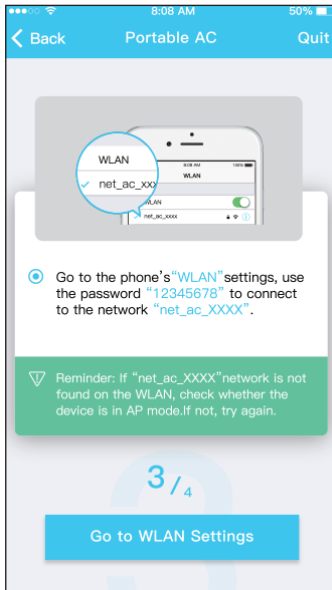 8:08 AM 50%
Back Portable AC Quit
8:08 AM 100%
WLAN
WLAN
WLAN
net_ac_xxx
net_ac_xxxx
Go to the phone's“WLAN”settings, use
the password “12345678” to connect
to the network “net_ac_XXXX”.
Reminder: If “net_ac_XXXX”network is not
found on the WLAN, check whether the
device is in AP mode.If not, try again.
3/4
Go to WLAN Settings